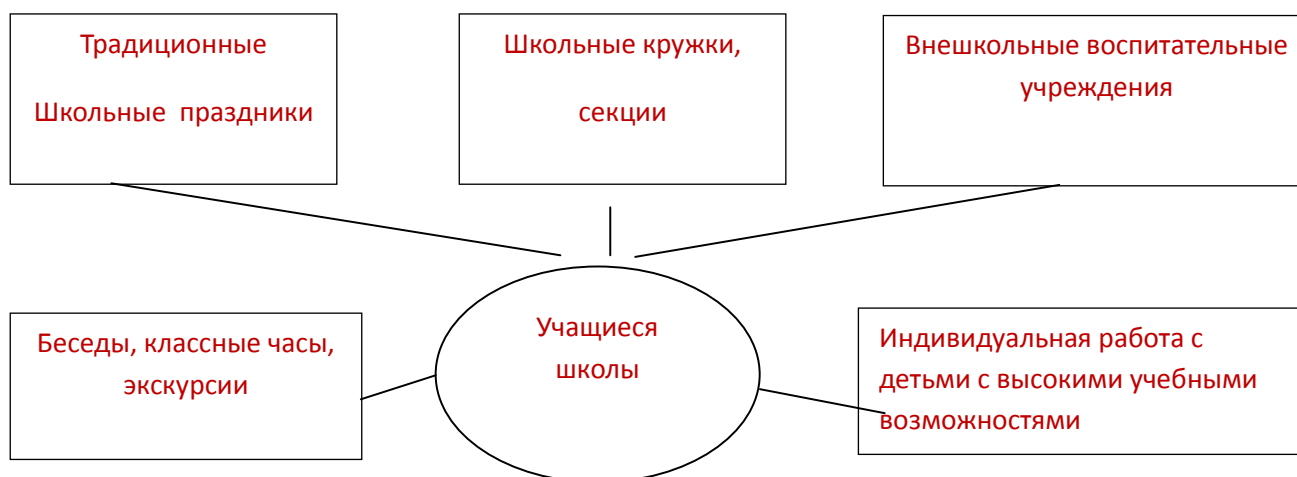 Традиционные
Школьные праздники
Школьные кружки,
секции
Внешкольные воспитательные
учреждения
Беседы, классные часы,
экскурсии
Учащиеся
школы
Индивидуальная работа с
детьми с высокими учебными
возможностями